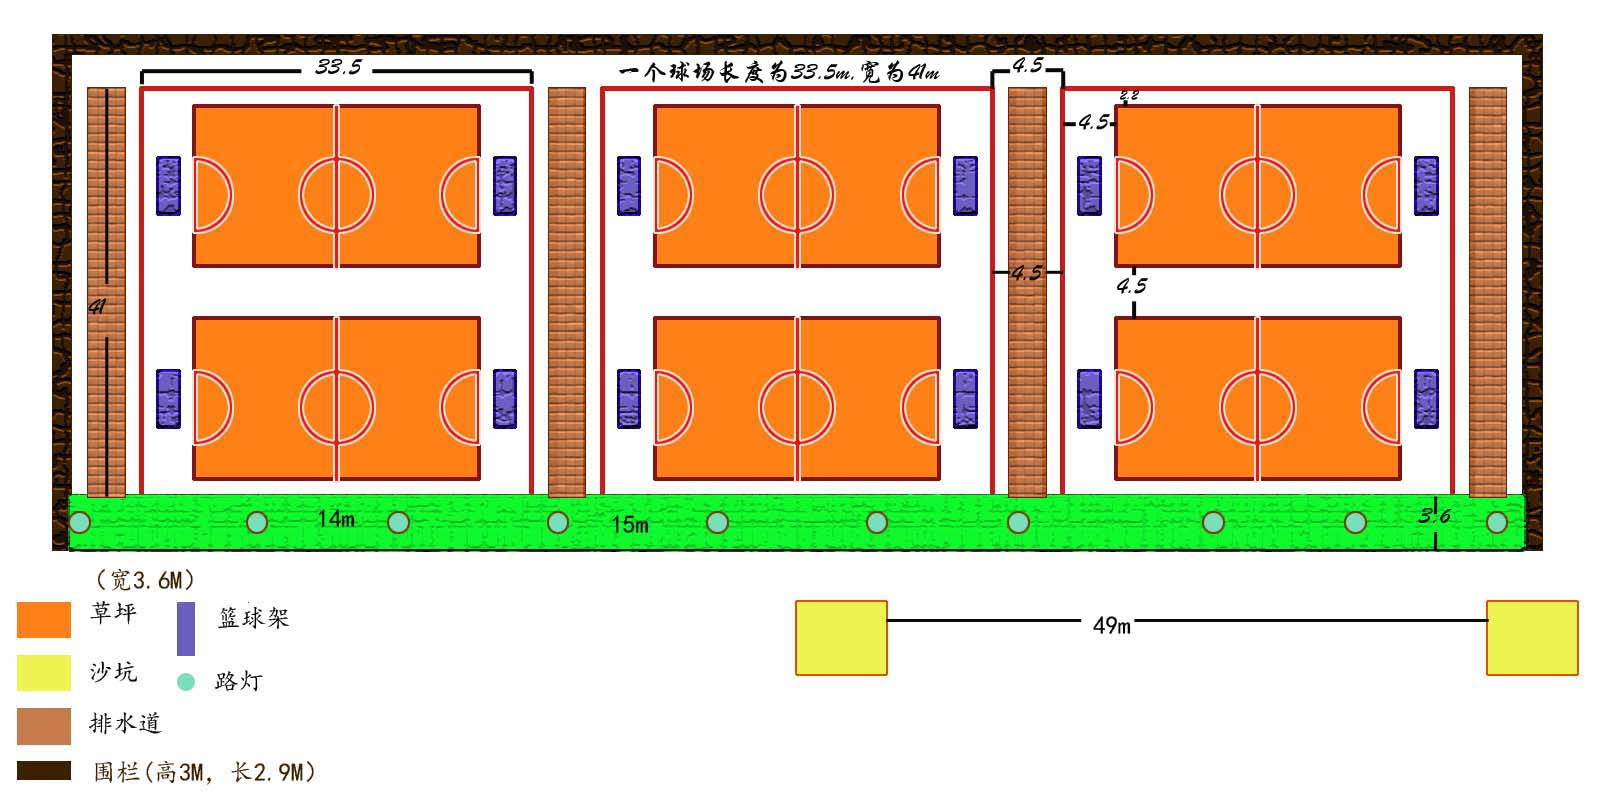 33.5
一个球场长度为33.5m.宽为41m
4.5
2.2
4.5
4.5
4.5
41
14m
15m
3.6
(宽3.6M)
草坪
篮球架
49m
沙坑
路灯
排水道
围栏(高3M, 长2.9M)